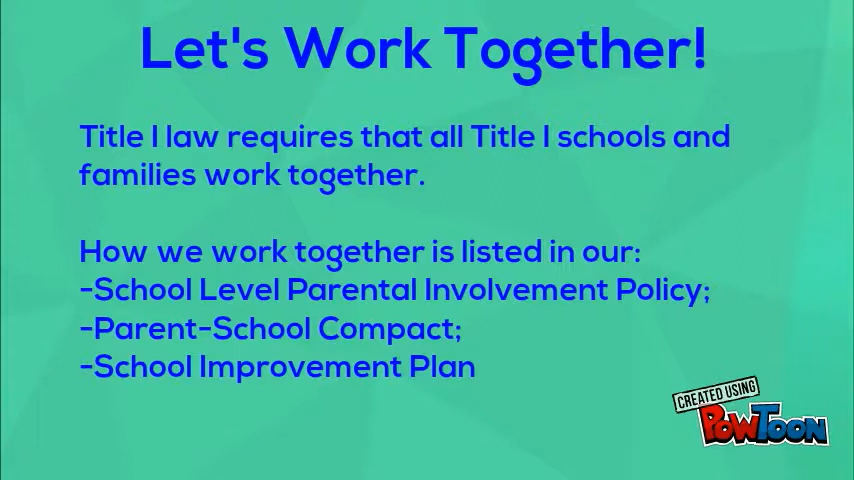 Let's Work Together!
Title I law requires that all Title I schools and
families work together.
How we work together is listed in our:
-School Level Parental Involvement Policy;
-Parent-School Compact;
-School Improvement Plan
CREATED USING
POWTOON